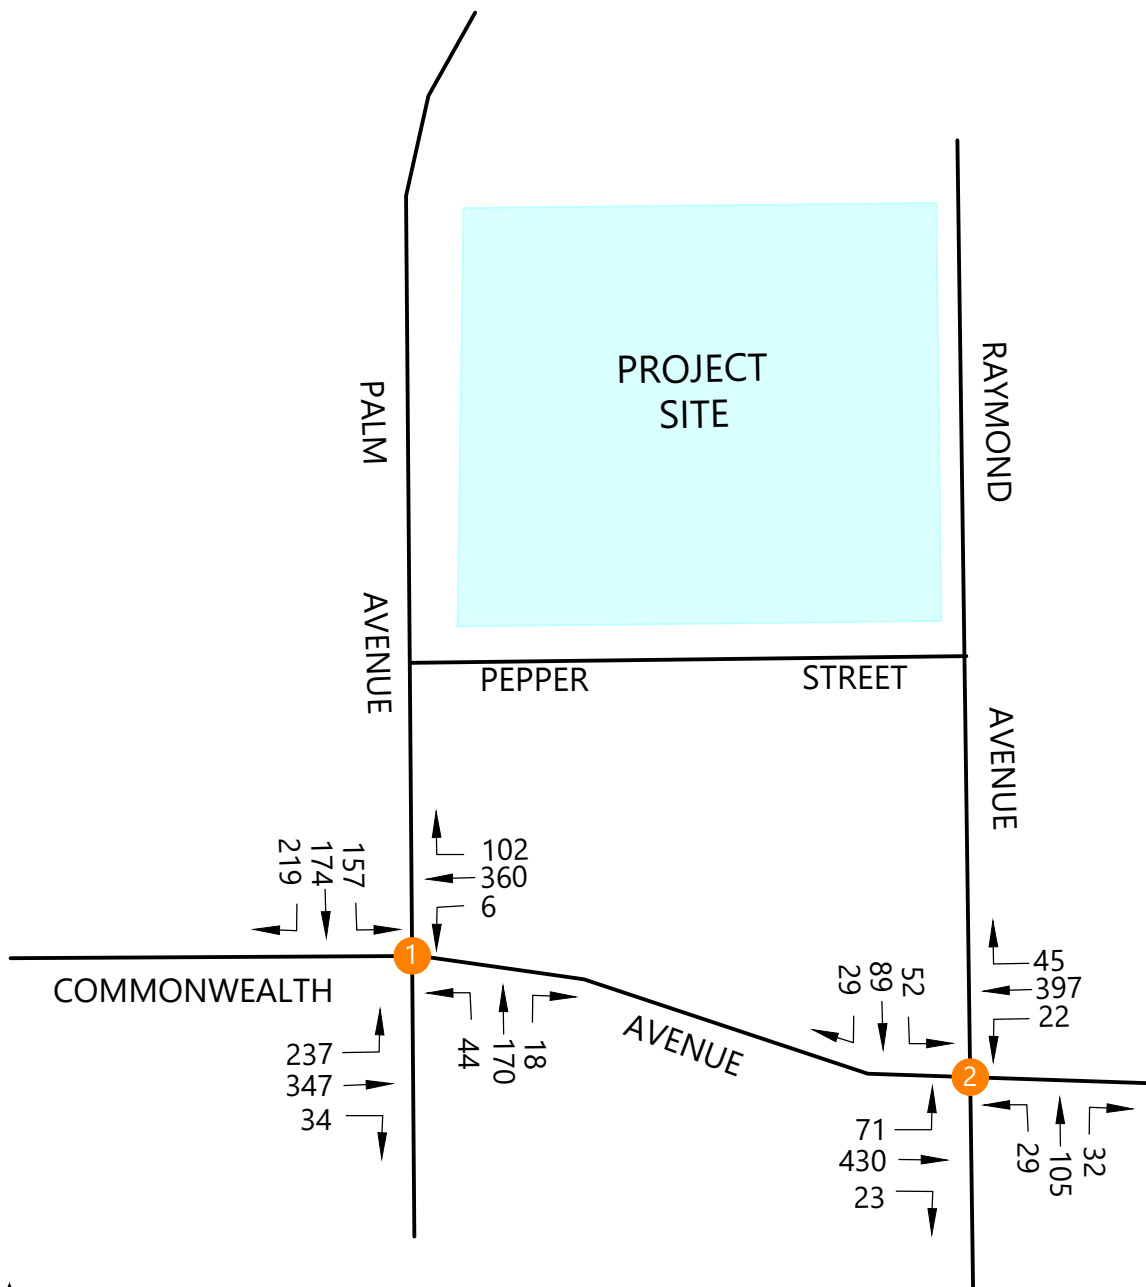 PROJECT
SITE
PALM
RAYMOND
AVENUE
PEPPER
STREET
AVENUE
219
174
157
102
360
6
1
COMMONWEALTH
237
347
34
44
170
18
AVENUE
29
89
52
45
397
22
2
71
430
23
29
105
32